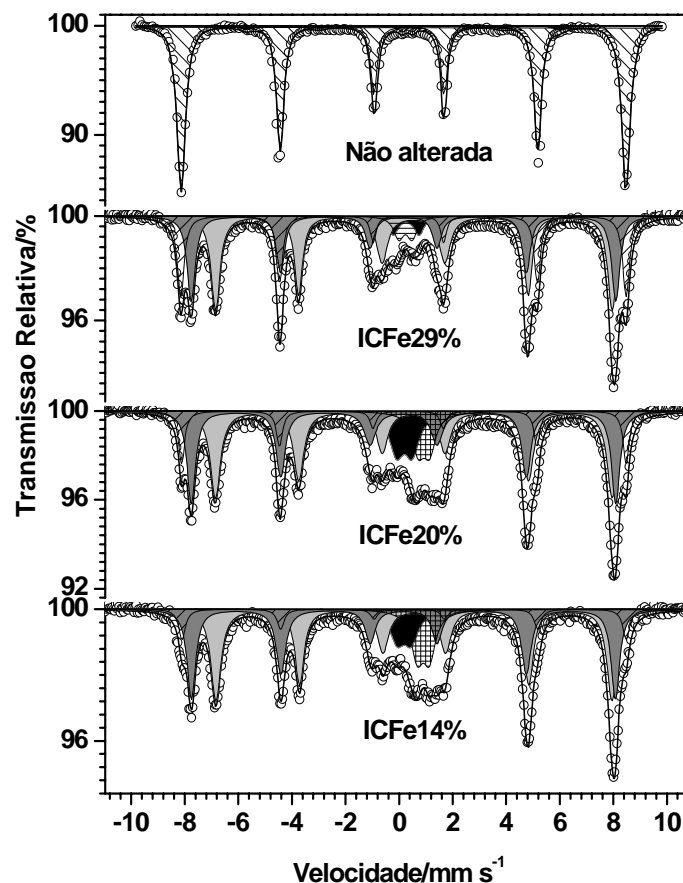 100
90
Não alterada
100
96
ICFe29%
100
96
92
ICFe20%
100
96
ICFe14%
Transmissao Relativa/%
-10 -8 -6 -4 -2 0 2 4 6 8 10
Velocidade/mm s⁻¹